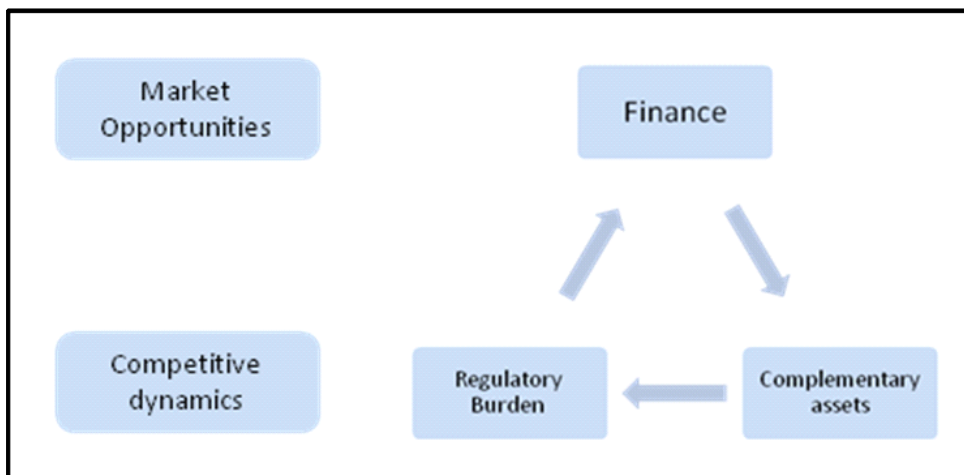 Market
Opportunities
Finance
Competitive
dynamics
Regulatory
Burden
Complementary
assets